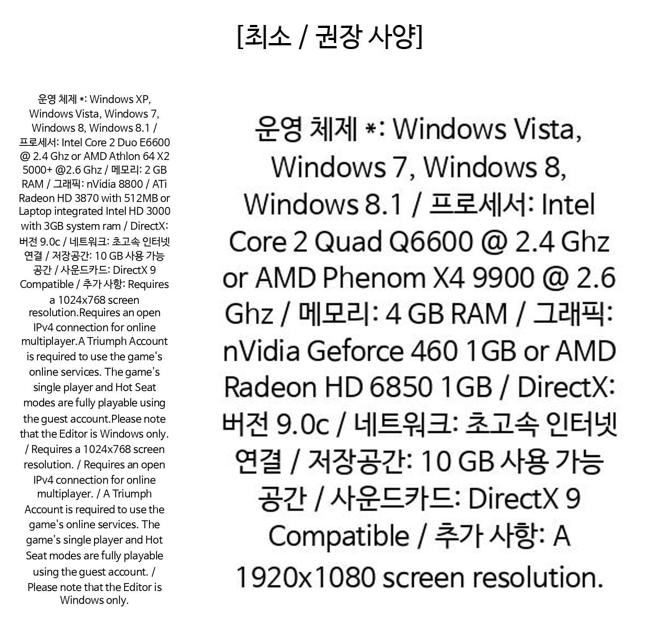 [최소 / 권장 사양]
운영 체제 *: Windows XP,
Windows Vista, Windows 7,
Windows 8, Windows 8.1 /
프로세서: Intel Core 2 Duo E6600
@ 2.4 Ghz or AMD Athlon 64 X2
5000+ @2.6 Ghz / 메모리: 2 GB
RAM / 그래픽: nVidia 8800 / ATi
Radeon HD 3870 with 512MB or
Laptop integrated Intel HD 3000
with 3GB system ram / DirectX:
버전 9.0c / 네트워크: 초고속 인터넷
연결 / 저장공간: 10 GB 사용 가능
공간 / 사운드카드: DirectX 9
Compatible / 추가 사항: Requires
a 1024x768 screen
resolution.Requires an open
IPv4 connection for online
multiplayer.A Triumph Account
is required to use the game's
online services. The game's
single player and Hot Seat
modes are fully playable using
the guest account.Please note
that the Editor is Windows only.
/ Requires a 1024x768 screen
resolution. / Requires an open
IPv4 connection for online
multiplayer. / A Triumph
Account is required to use the
game's online services. The
game's single player and Hot
Seat modes are fully playable
using the guest account. /
Please note that the Editor is
Windows only.
운영 체제 *: Windows Vista,
Windows 7, Windows 8,
Windows 8.1 / 프로세서: Intel
Core 2 Quad Q6600 @ 2.4 Ghz
or AMD Phenom X4 9900 @ 2.6
Ghz / 메모리: 4 GB RAM / 그래픽:
nVidia Geforce 460 1GB or AMD
Radeon HD 6850 1GB / DirectX:
버전 9.0c / 네트워크: 초고속 인터넷
연결 / 저장공간: 10 GB 사용 가능
공간 / 사운드카드: DirectX 9
Compatible / 추가 사항: A
1920x1080 screen resolution.